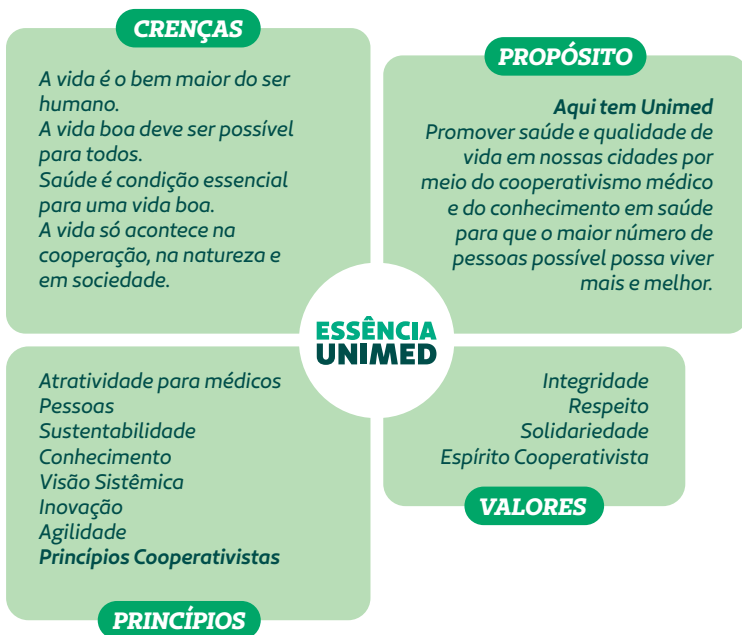 CRENÇAS
A vida é o bem maior do ser
humano.
A vida boa deve ser possível
para todos.
Saúde é condição essencial
para uma vida boa.
A vida só acontece na
cooperação, na natureza e
em sociedade.
PROPÓSITO
Aqui tem Unimed
Promover saúde e qualidade de
vida em nossas cidades por
meio do cooperativismo médico
e do conhecimento em saúde
para que o maior número de
pessoas possível possa viver
mais e melhor.
ESSÊNCIA
UNIMED
Atratividade para médicos
Pessoas
Sustentabilidade
Conhecimento
Visão Sistêmica
Inovação
Agilidade
Princípios Cooperativistas
PRINCÍPIOS
Integridade
Respeito
Solidariedade
Espírito Cooperativista
VALORES